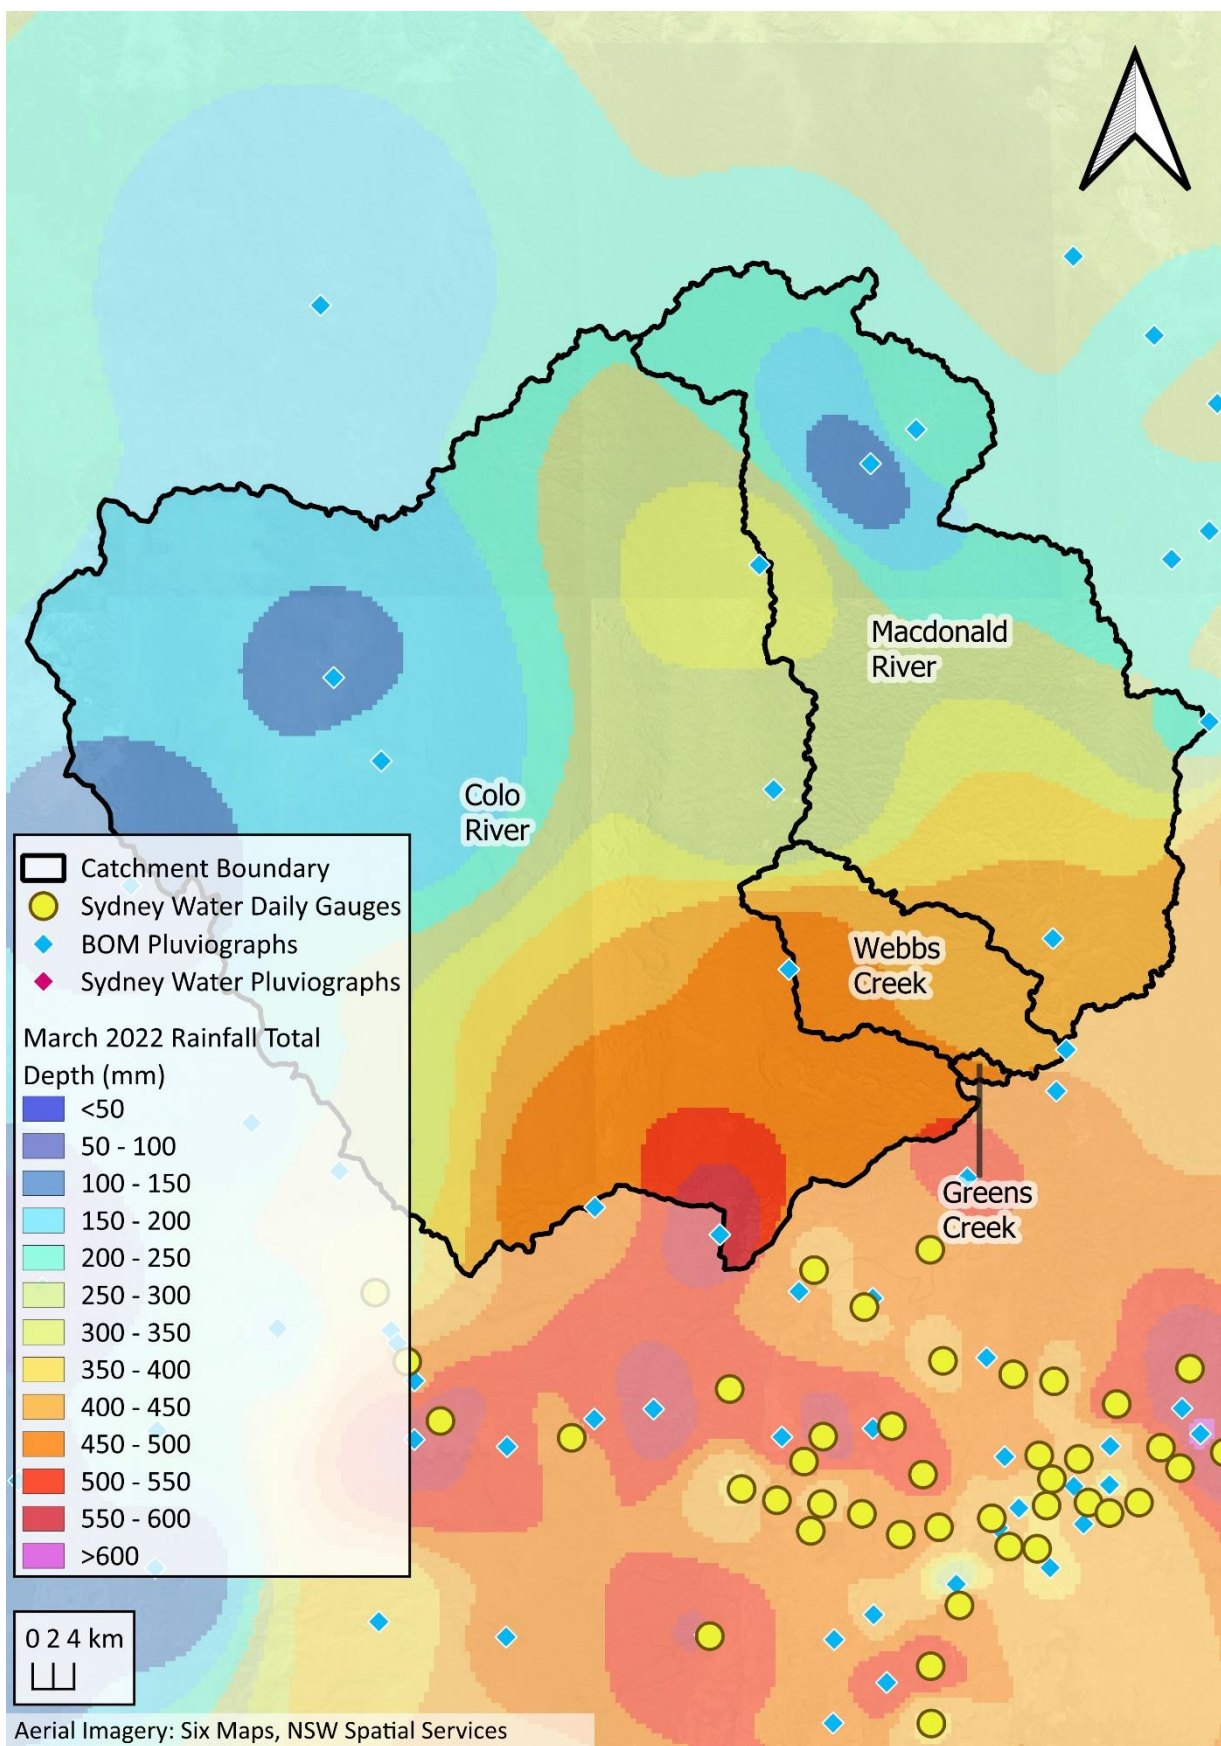 Macdonald
River
Colo
River
Webbs
Creek
Greens
Creek
Catchment Boundary
Sydney Water Daily Gauges
BOM Pluviographs
Sydney Water Pluviographs
March 2022 Rainfall Total
Depth (mm)
<50
50 - 100
100 - 150
150 - 200
200 - 250
250 - 300
300 - 350
350 - 400
400 - 450
450 - 500
500 - 550
550 - 600
>600
0 2 4 km
Aerial Imagery: Six Maps, NSW Spatial Services